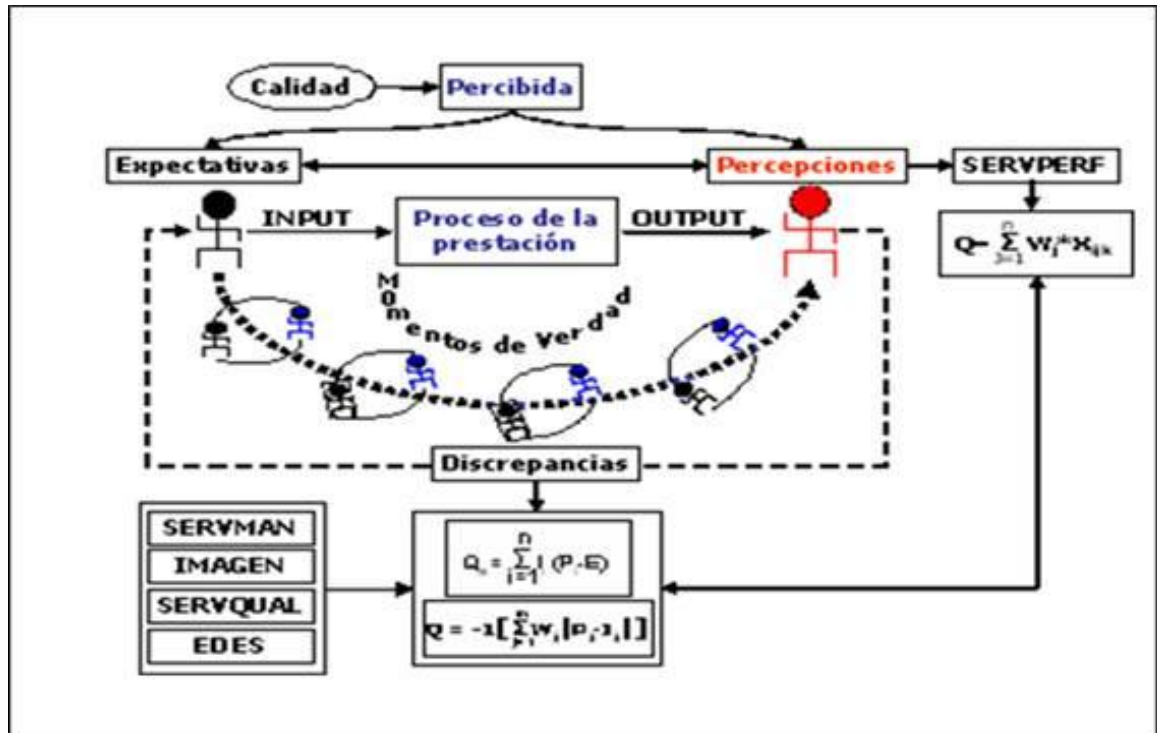 Calidad
Percibida
Expectativas
Percepciones
SERVPERF
INPUT
Proceso de la
prestación
OUTPUT
Momentos de Verdad
Discrepancias
SERVMAN
IMAGEN
SERVQUAL
EDES